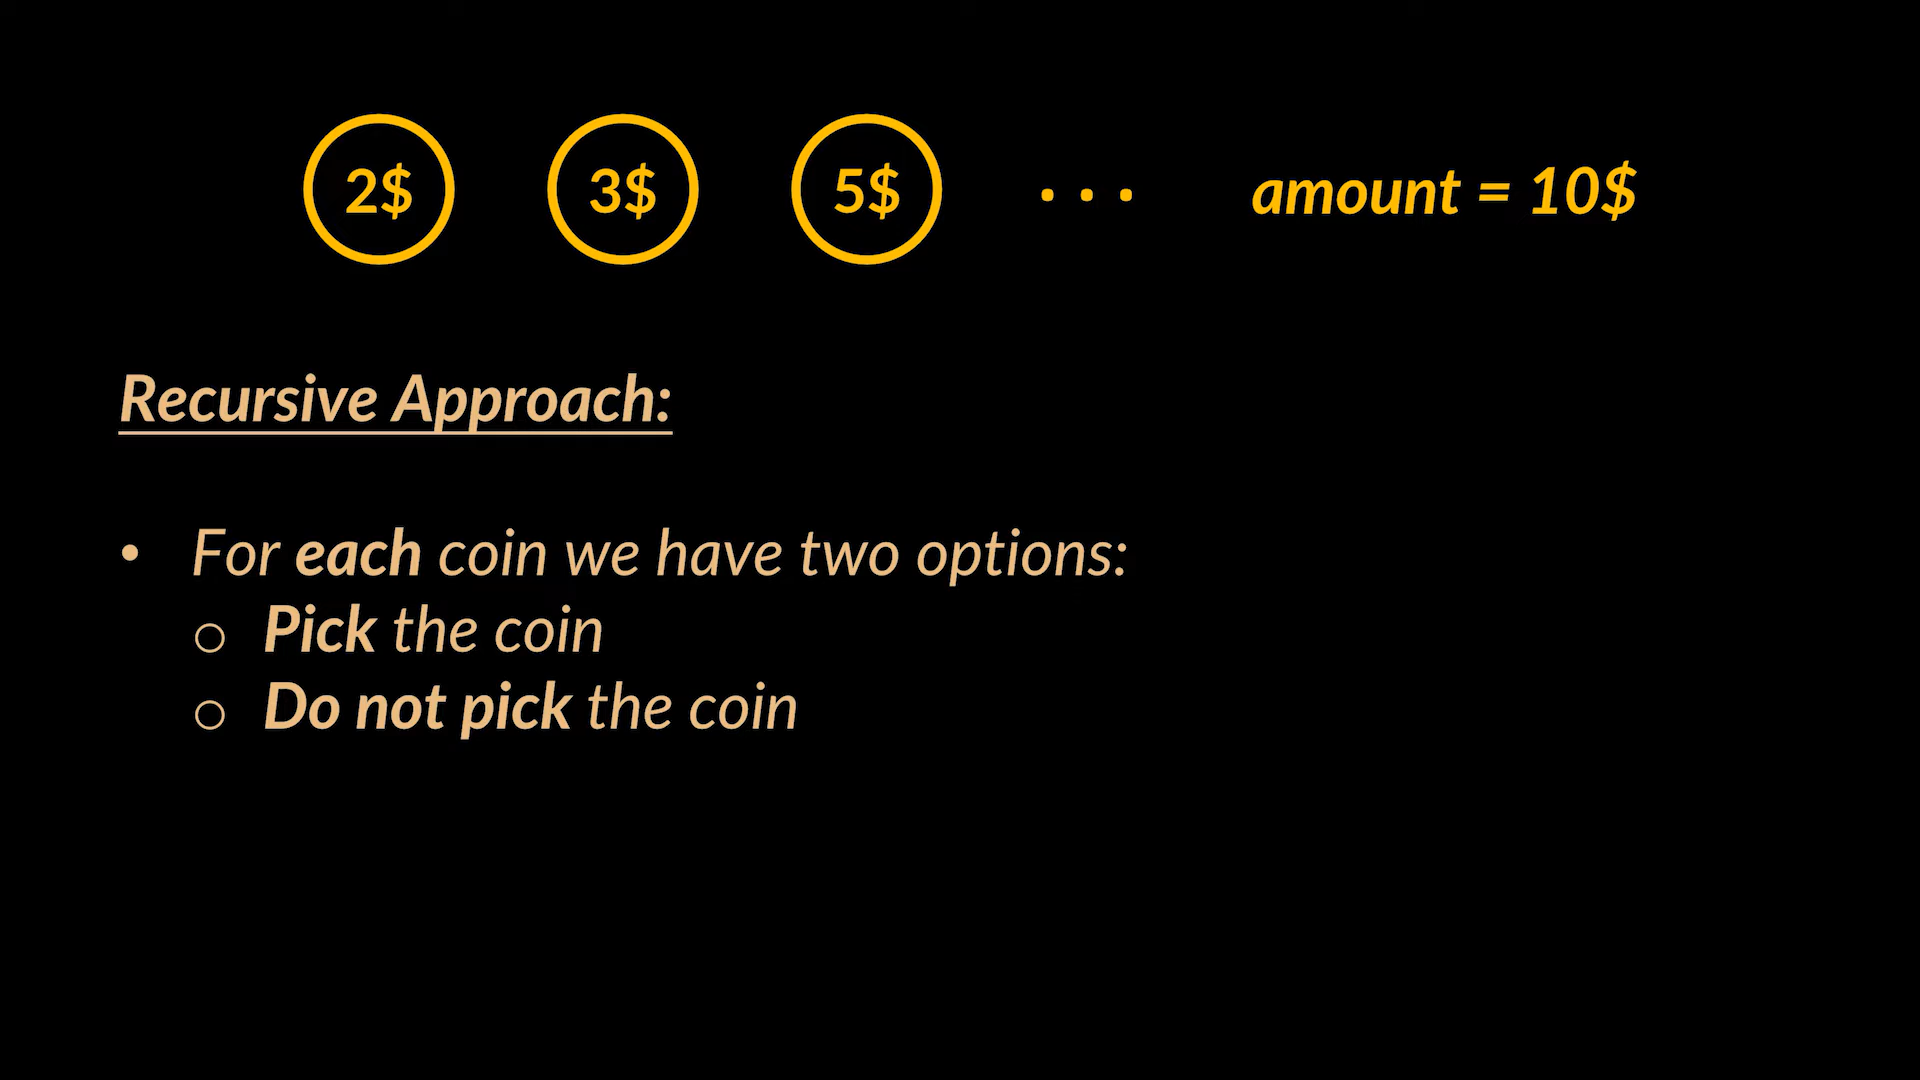 2$ 3$ 5$ ... amount = 10$
Recursive Approach:
• For each coin we have two options:
o Pick the coin
o Do not pick the coin